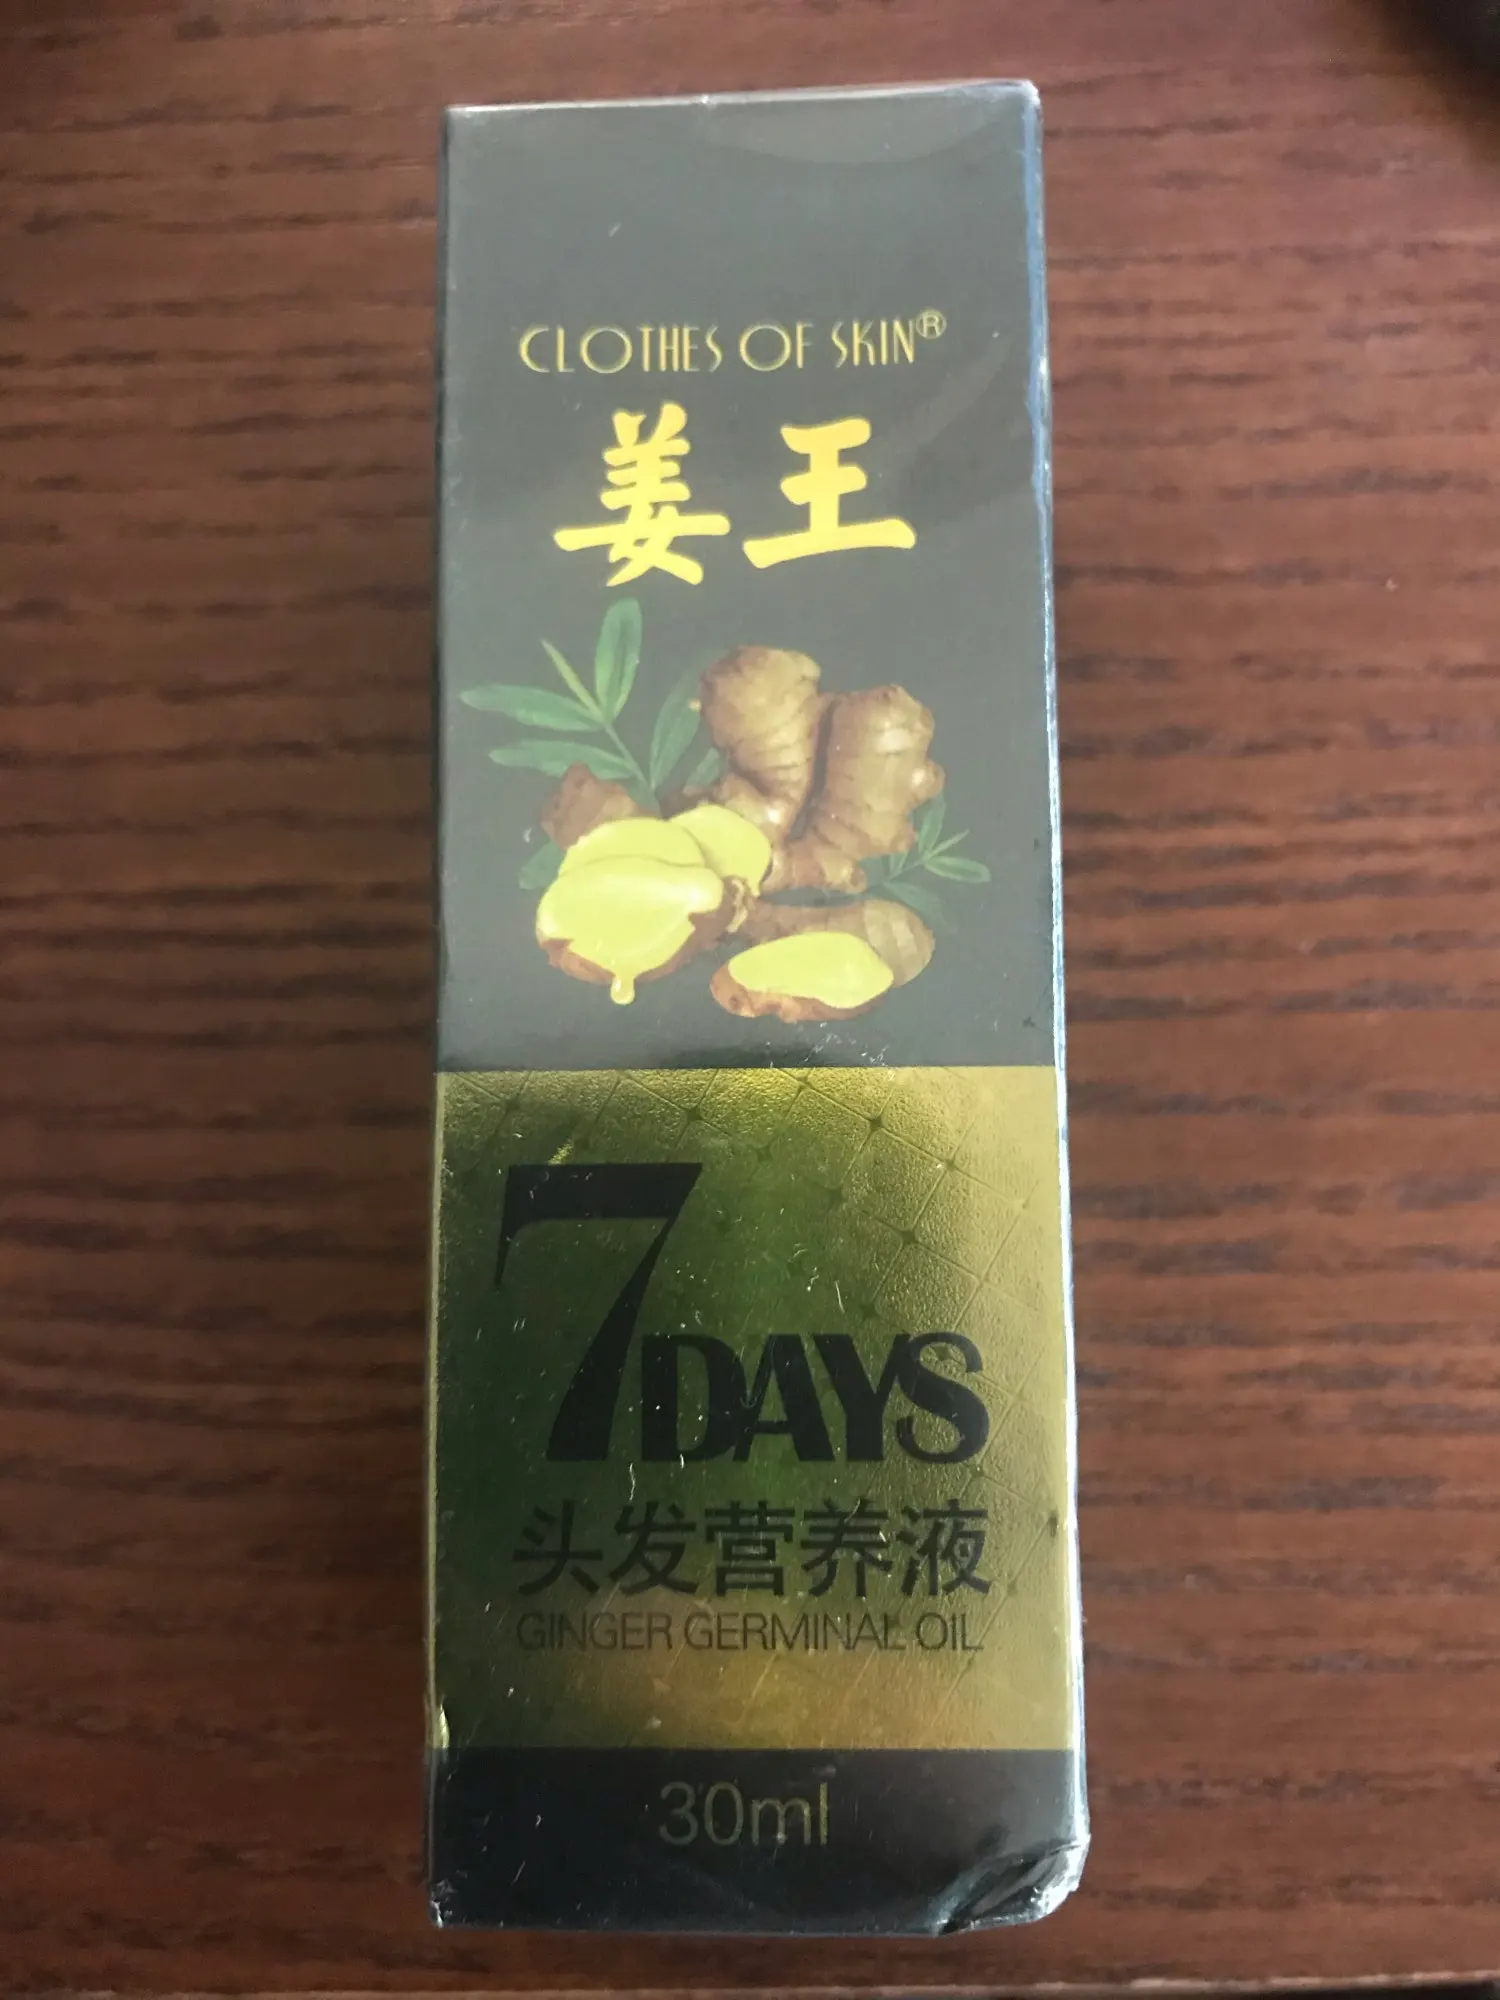 CLOTHES OF SKIN®
姜王
7DAYS
头发营养液
GINGER GERMINAL OIL
30ml